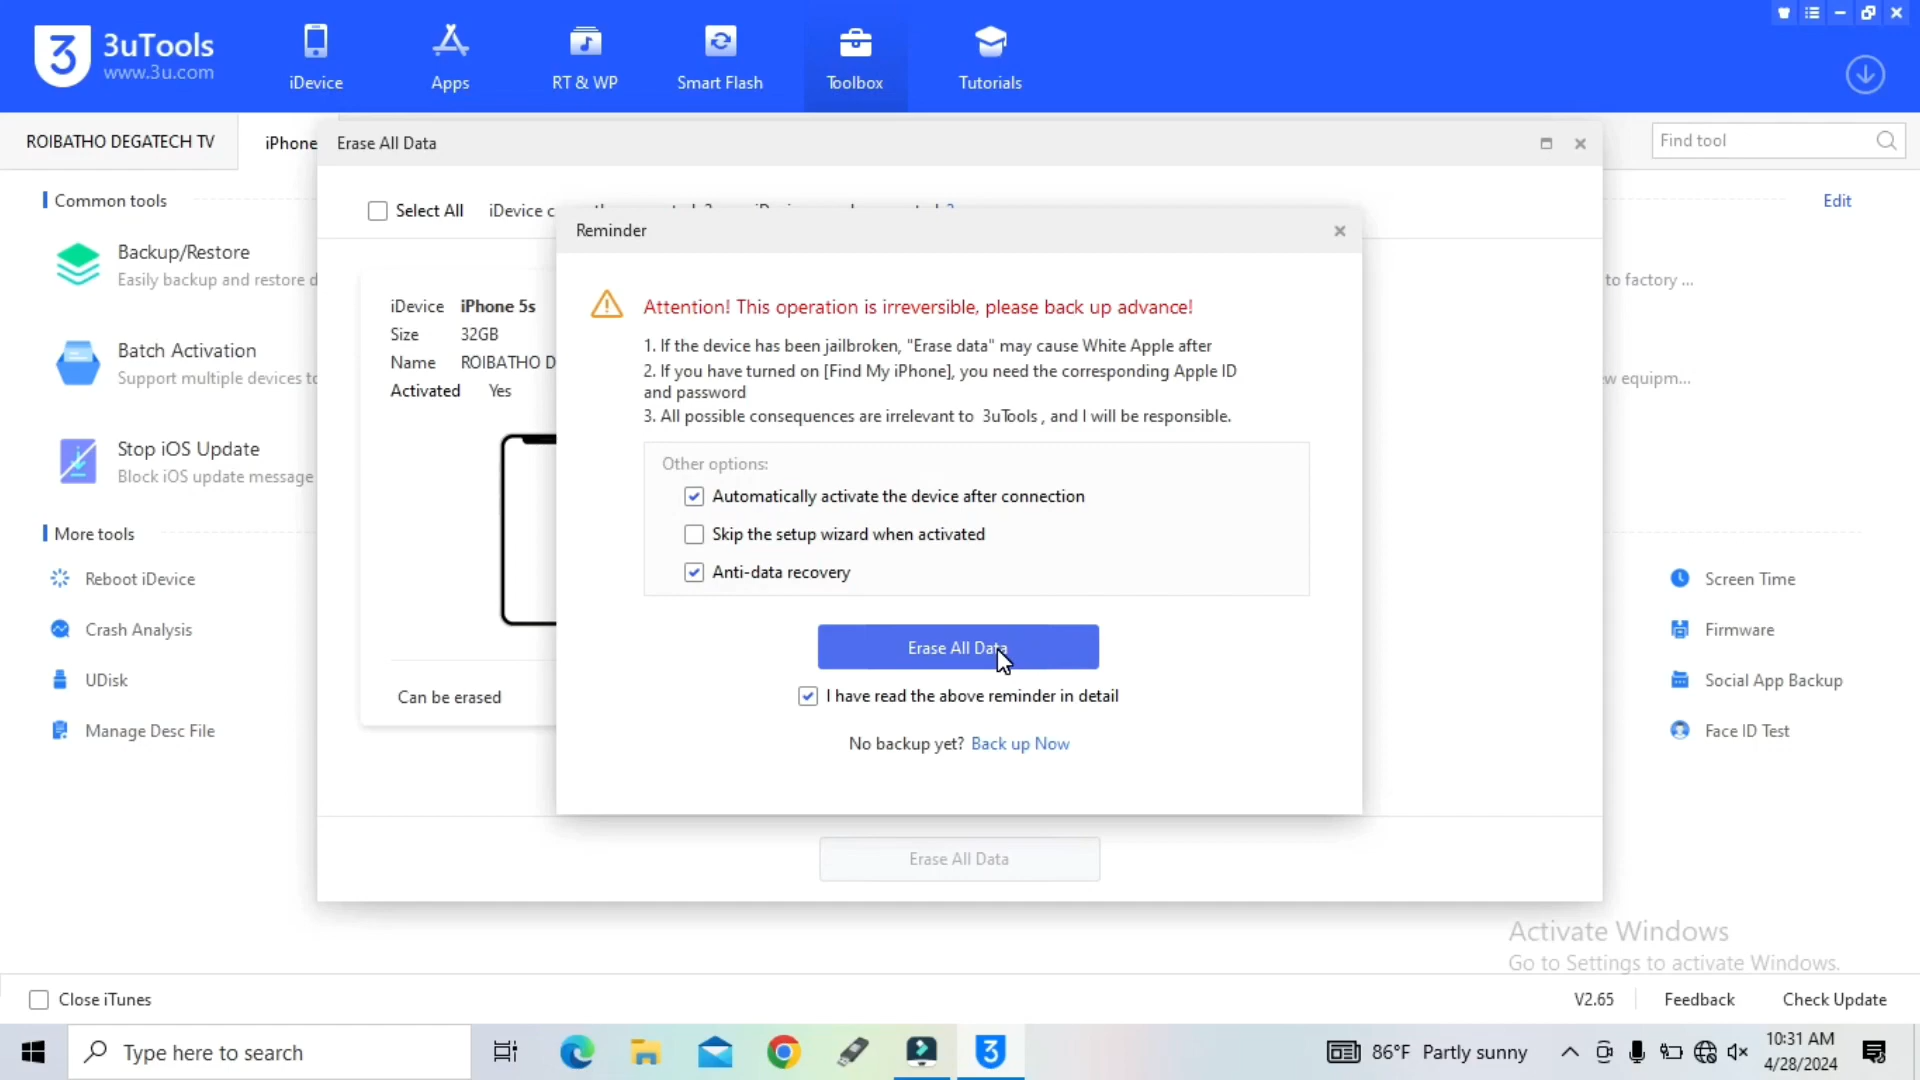 3uTools
www.3u.com
iDevice
Apps
RT & WP
Smart Flash
Toolbox
Tutorials
ROIBATHO DEGATECH TV
iPhone
Find tool
Erase All Data
Common tools
Edit
Select All
iDevice
Reminder
Backup/Restore
Easily backup and restore
to factory ...
Attention! This operation is irreversible, please back up advance!
iDevice iPhone 5s
Size 32GB
Name ROIBATHO D
Activated Yes
1. If the device has been jailbroken, "Erase data" may cause White Apple after
2. If you have turned on [Find My iPhone], you need the corresponding Apple ID
and password
3. All possible consequences are irrelevant to 3uTools, and I will be responsible.
Batch Activation
Support multiple devices to
equipm...
Other options:
Automatically activate the device after connection
Skip the setup wizard when activated
Anti-data recovery
Stop iOS Update
Block iOS update message
More tools
Reboot iDevice
Crash Analysis
UDisk
Manage Desc File
Screen Time
Firmware
Social App Backup
Face ID Test
Erase All Data
I have read the above reminder in detail
No backup yet? Back up Now
Can be erased
Erase All Data
Activate Windows
Go to Settings to activate Windows.
Close iTunes
V2.65
Feedback
Check Update
Type here to search
86°F Partly sunny
10:31 AM
4/28/2024